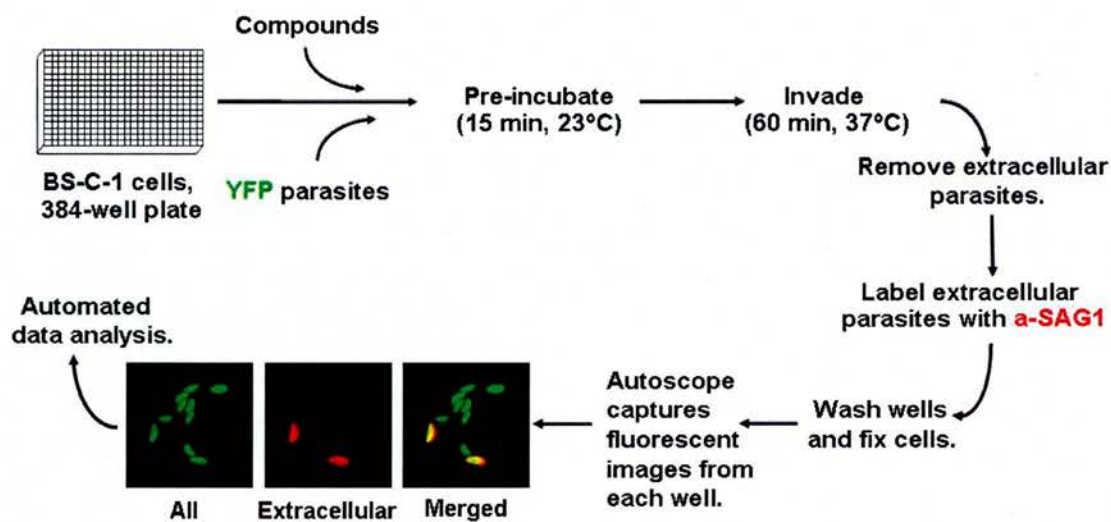 Compounds
BS-C-1 cells,
384-well plate
YFP parasites
Pre-incubate
(15 min, 23ºC)
Invade
(60 min, 37ºC)
Remove extracellular
parasites.
Label extracellular
parasites with a-SAG1
Wash wells
and fix cells.
Autoscope
captures
fluorescent
images from
each well.
All
Extracellular
Merged
Automated
data analysis.